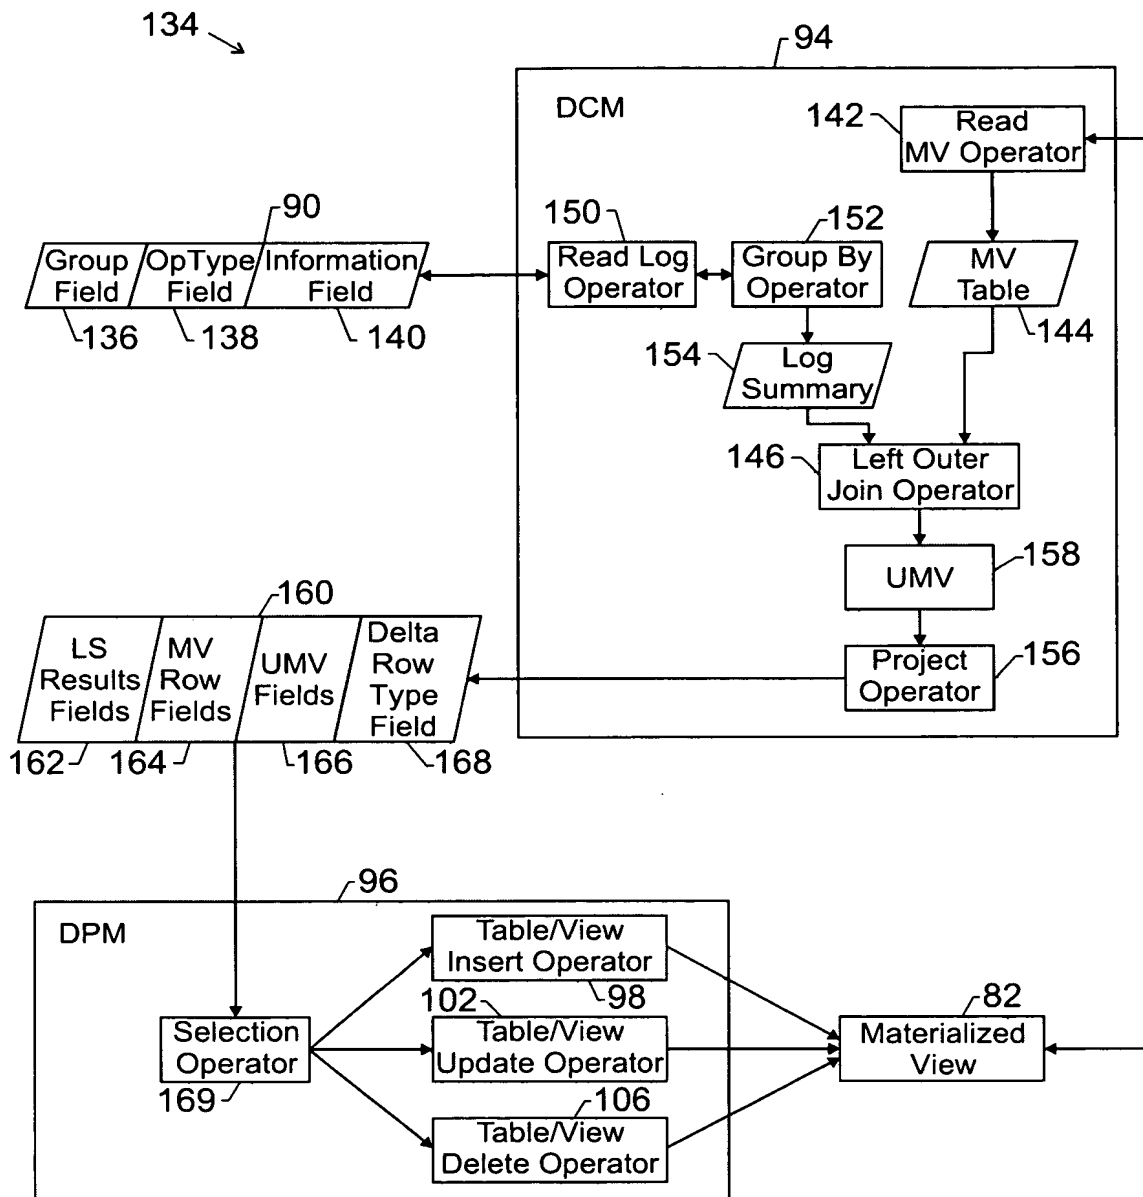 134
94
DCM
142
Read
MV Operator
90
150
152
Group
Field
OpType
Field
Information
Field
Read Log
Operator
Group By
Operator
MV
Table
136
138
140
154
144
Log
Summary
146
Left Outer
Join Operator
158
UMV
160
LS
Results
Fields
MV
Row
Fields
UMV
Fields
Delta
Row
Type
Field
Project
Operator
156
162
164
166
168
96
DPM
Table/View
Insert Operator
98
102
82
Selection
Operator
Table/View
Update Operator
Materialized
View
169
106
Table/View
Delete Operator